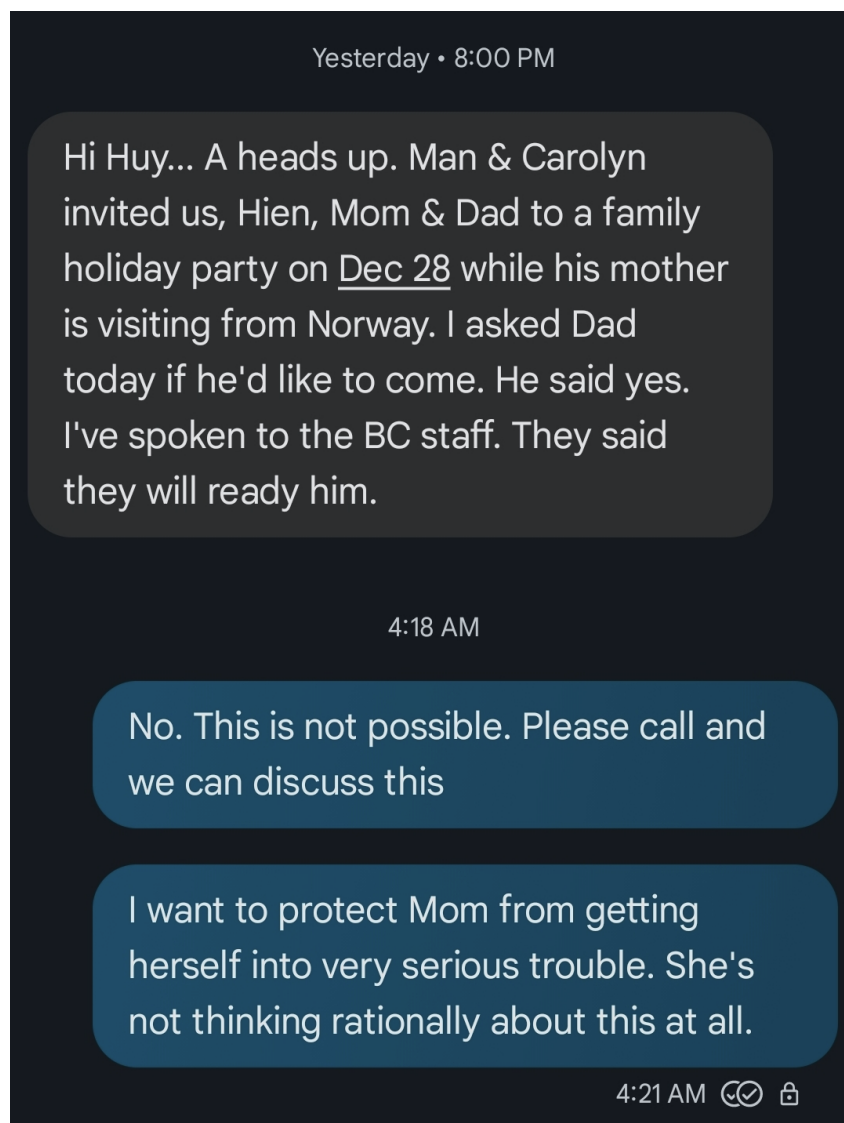 Yesterday • 8:00 PM
Hi Huy... A heads up. Man & Carolyn
invited us, Hien, Mom & Dad to a family
holiday party on Dec 28 while his mother
is visiting from Norway. I asked Dad
today if he'd like to come. He said yes.
I've spoken to the BC staff. They said
they will ready him.
4:18 AM
No. This is not possible. Please call and
we can discuss this
I want to protect Mom from getting
herself into very serious trouble. She's
not thinking rationally about this at all.
4:21 AM